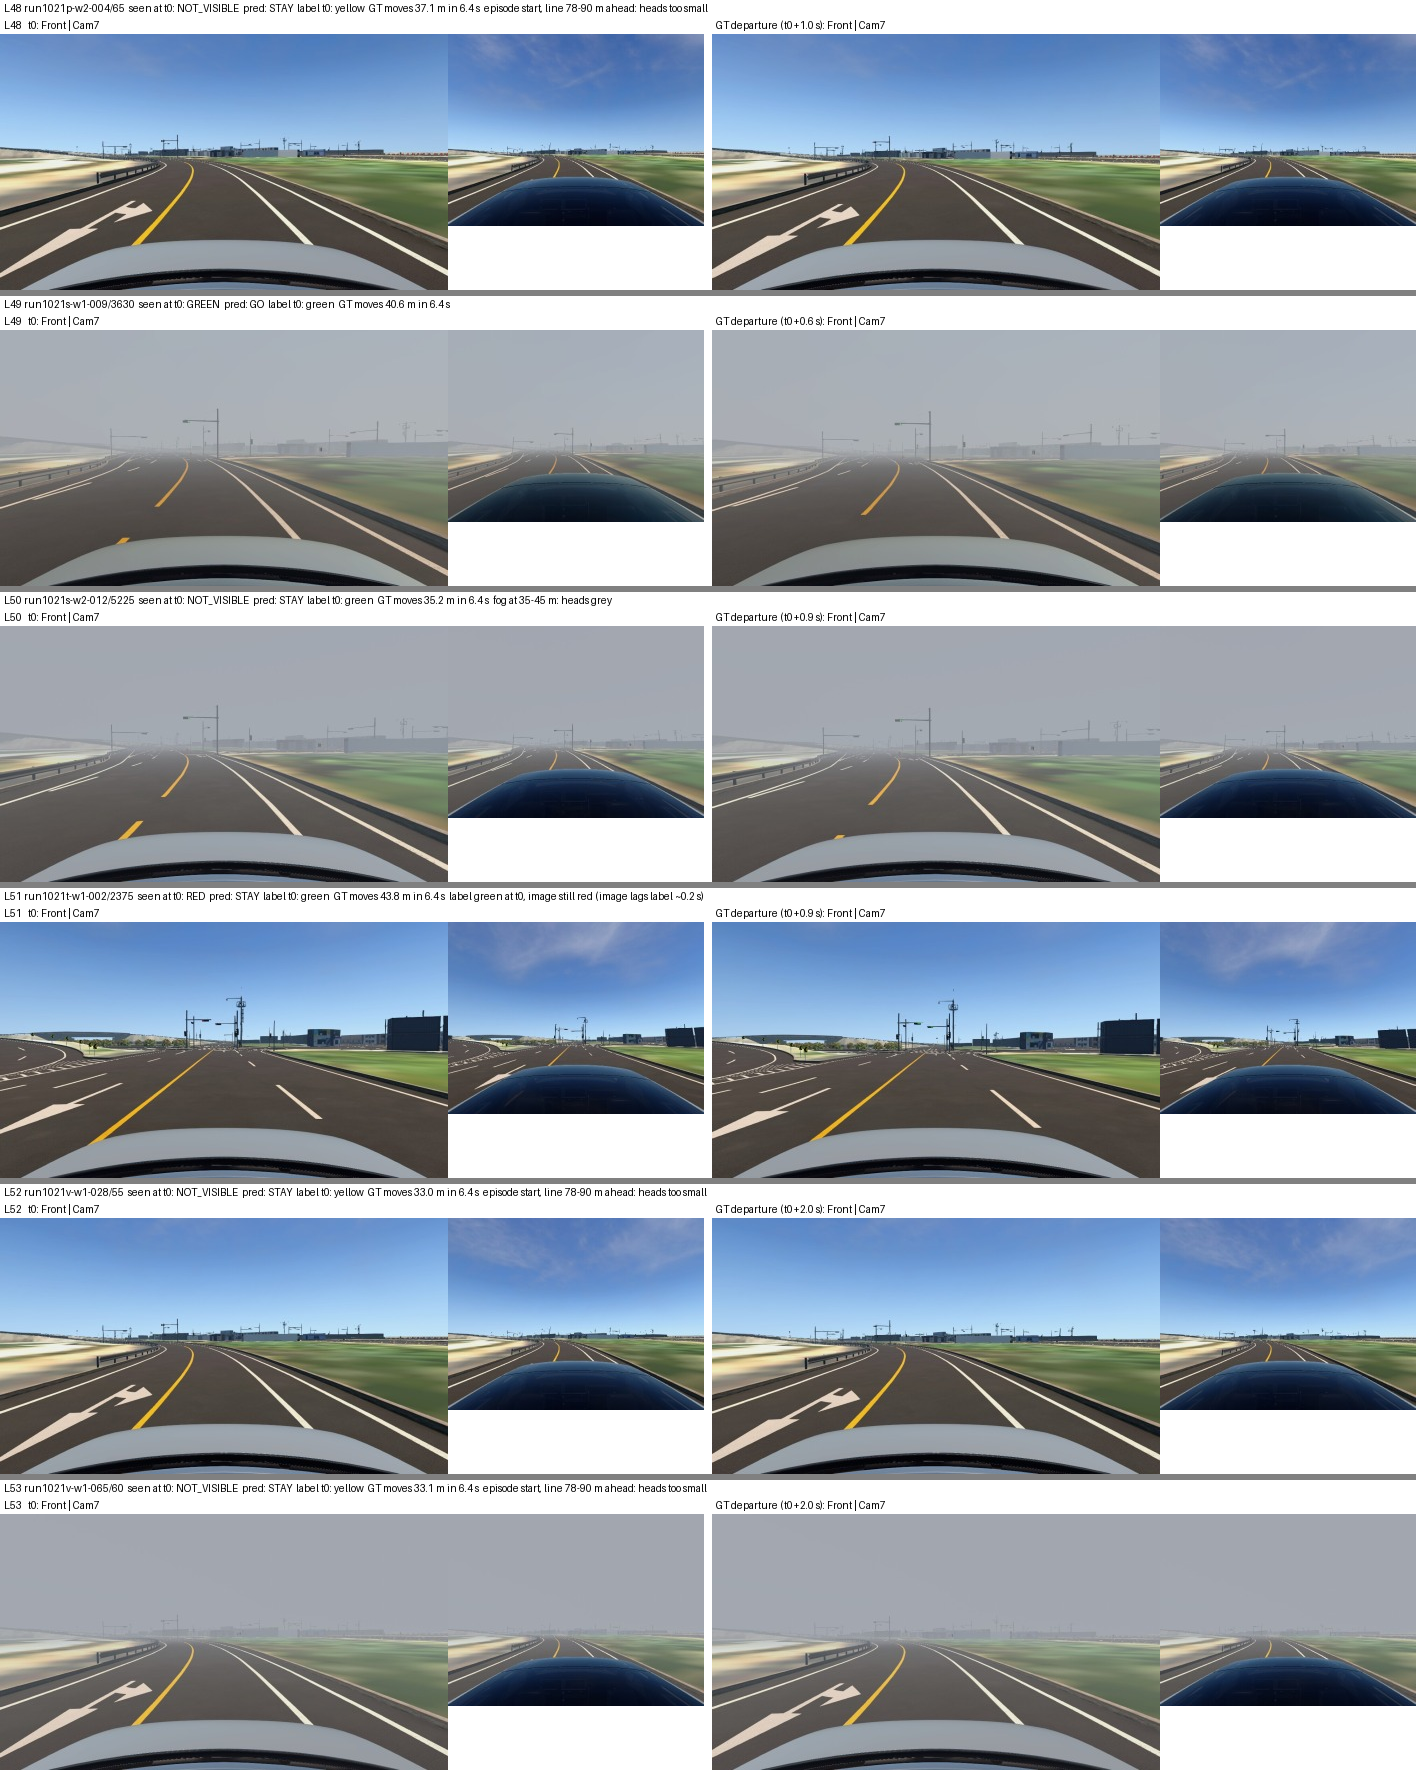 L48 run1021p-w2-004/65 seen at t0: NOT_VISIBLE pred: STAY label t0: yellow GT moves 37.1 m in 6.4 s episode start, line 78-90 m ahead: heads too small
L48 t0: Front | Cam7
GT departure (t0+1.0 s): Front | Cam7
L49 run1021s-w1-009/3630 seen at t0: GREEN pred: GO label t0: green GT moves 40.6 m in 6.4 s
L49 t0: Front | Cam7
GT departure (t0+0.6 s): Front | Cam7
L50 run1021s-w2-012/5225 seen at t0: NOT_VISIBLE pred: STAY label t0: green GT moves 35.2 m in 6.4 s fog at 35-45 m: heads grey
L50 t0: Front | Cam7
GT departure (t0+0.9 s): Front | Cam7
L51 run1021t-w1-002/2375 seen at t0: RED pred: STAY label t0: green GT moves 43.8 m in 6.4 s label green at t0, image still red (image lags label ~0.2 s)
L51 t0: Front | Cam7
GT departure (t0+0.9 s): Front | Cam7
L52 run1021v-w1-028/55 seen at t0: NOT_VISIBLE pred: STAY label t0: yellow GT moves 33.0 m in 6.4 s episode start, line 78-90 m ahead: heads too small
L52 t0: Front | Cam7
GT departure (t0+2.0 s): Front | Cam7
L53 run1021v-w1-065/60 seen at t0: NOT_VISIBLE pred: STAY label t0: yellow GT moves 33.1 m in 6.4 s episode start, line 78-90 m ahead: heads too small
L53 t0: Front | Cam7
GT departure (t0+2.0 s): Front | Cam7